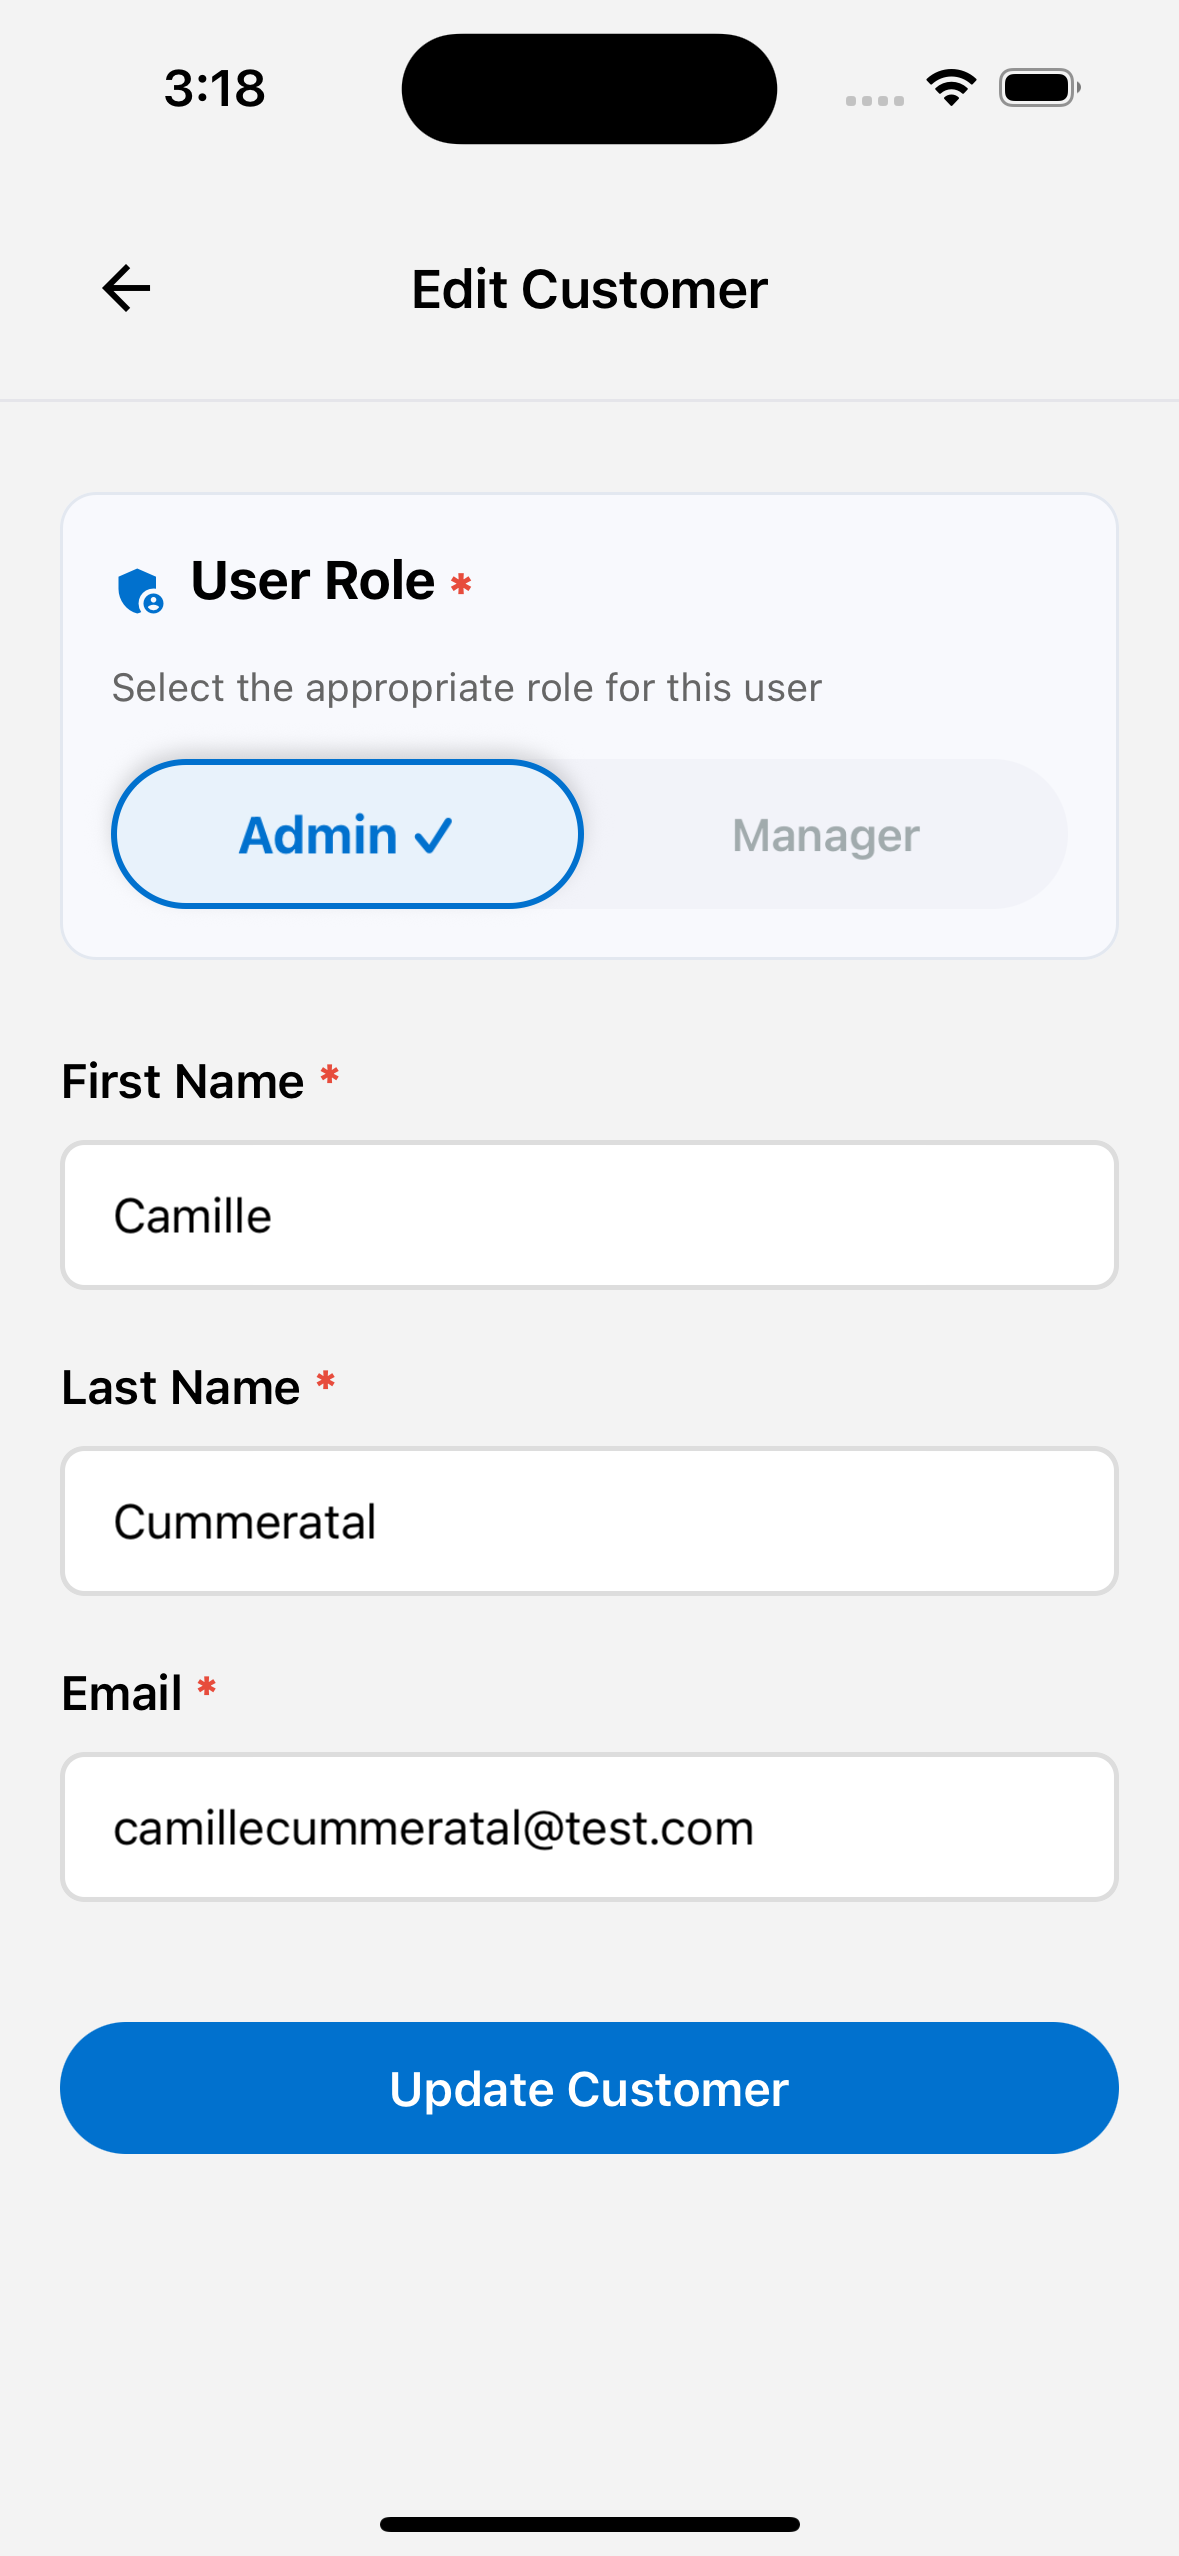 3:18
Edit Customer
User Role *
Select the appropriate role for this user
Admin ✓
Manager
First Name *
Camille
Last Name *
Cummeratal
Email *
camillecummeratal@test.com
Update Customer